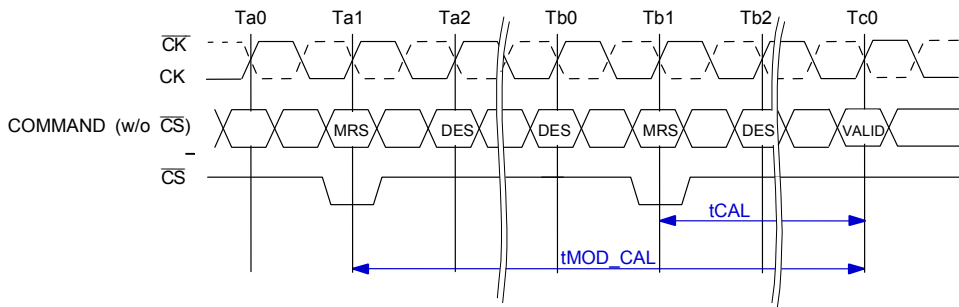 Ta0 Ta1 Ta2 Tb0 Tb1 Tb2 Tc0
CK
CK
COMMAND (w/o CS)
MRS DES DES MRS DES VALID
CS
tCAL
tMOD_CAL